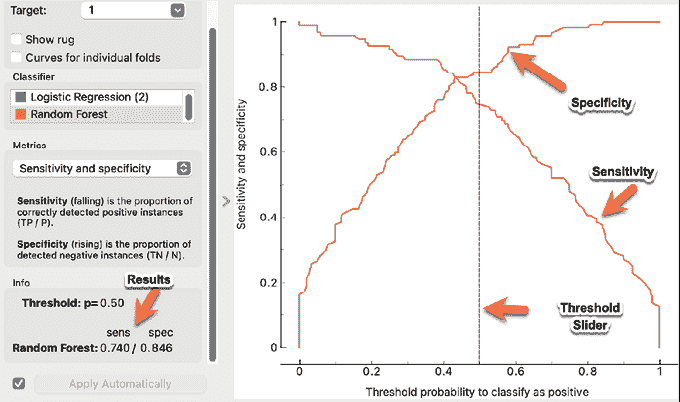 Target: 1
Show rug
Curves for individual folds
Classifier
Logistic Regression (2)
Random Forest
Metrics
Sensitivity and specificity
Sensitivity (falling) is the proportion of
correctly detected positive instances
(TP / P).
Specificity (rising) is the proportion of
detected negative instances (TN / N).
Info
Results
Threshold: p= 0.50
sens spec
Random Forest: 0.740 / 0.846
Apply Automatically
Sensitivity and specificity
1
0.8
0.6
0.4
0.2
0
Specificity
Sensitivity
Threshold
Slider
0 0.2 0.4 0.6 0.8 1
Threshold probability to classify as positive